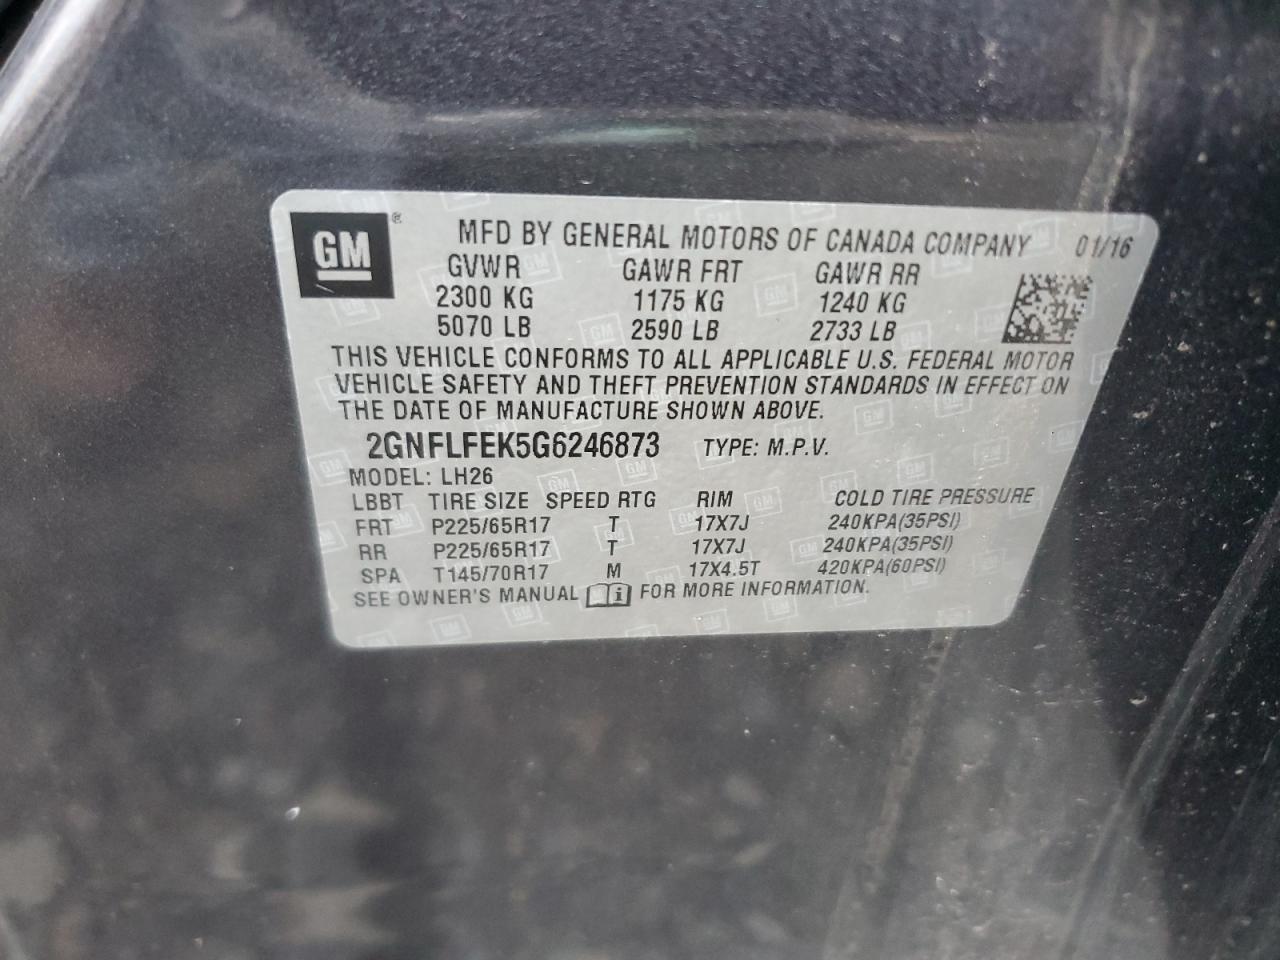 GM ® MFD BY GENERAL MOTORS OF CANADA COMPANY 01/16
GVWR GAWR FRT GAWR RR
2300 KG 1175 KG 1240 KG
5070 LB 2590 LB 2733 LB
THIS VEHICLE CONFORMS TO ALL APPLICABLE U.S. FEDERAL MOTOR
VEHICLE SAFETY AND THEFT PREVENTION STANDARDS IN EFFECT ON
THE DATE OF MANUFACTURE SHOWN ABOVE.
2GNFLFEK5G6246873 TYPE: M.P.V.
MODEL: LH26
LBBT TIRE SIZE SPEED RTG RIM COLD TIRE PRESSURE
FRT P225/65R17 T 17X7J 240KPA(35PSI)
RR P225/65R17 T 17X7J 240KPA(35PSI)
SPA T145/70R17 M 17X4.5T 420KPA(60PSI)
SEE OWNER'S MANUAL i FOR MORE INFORMATION.